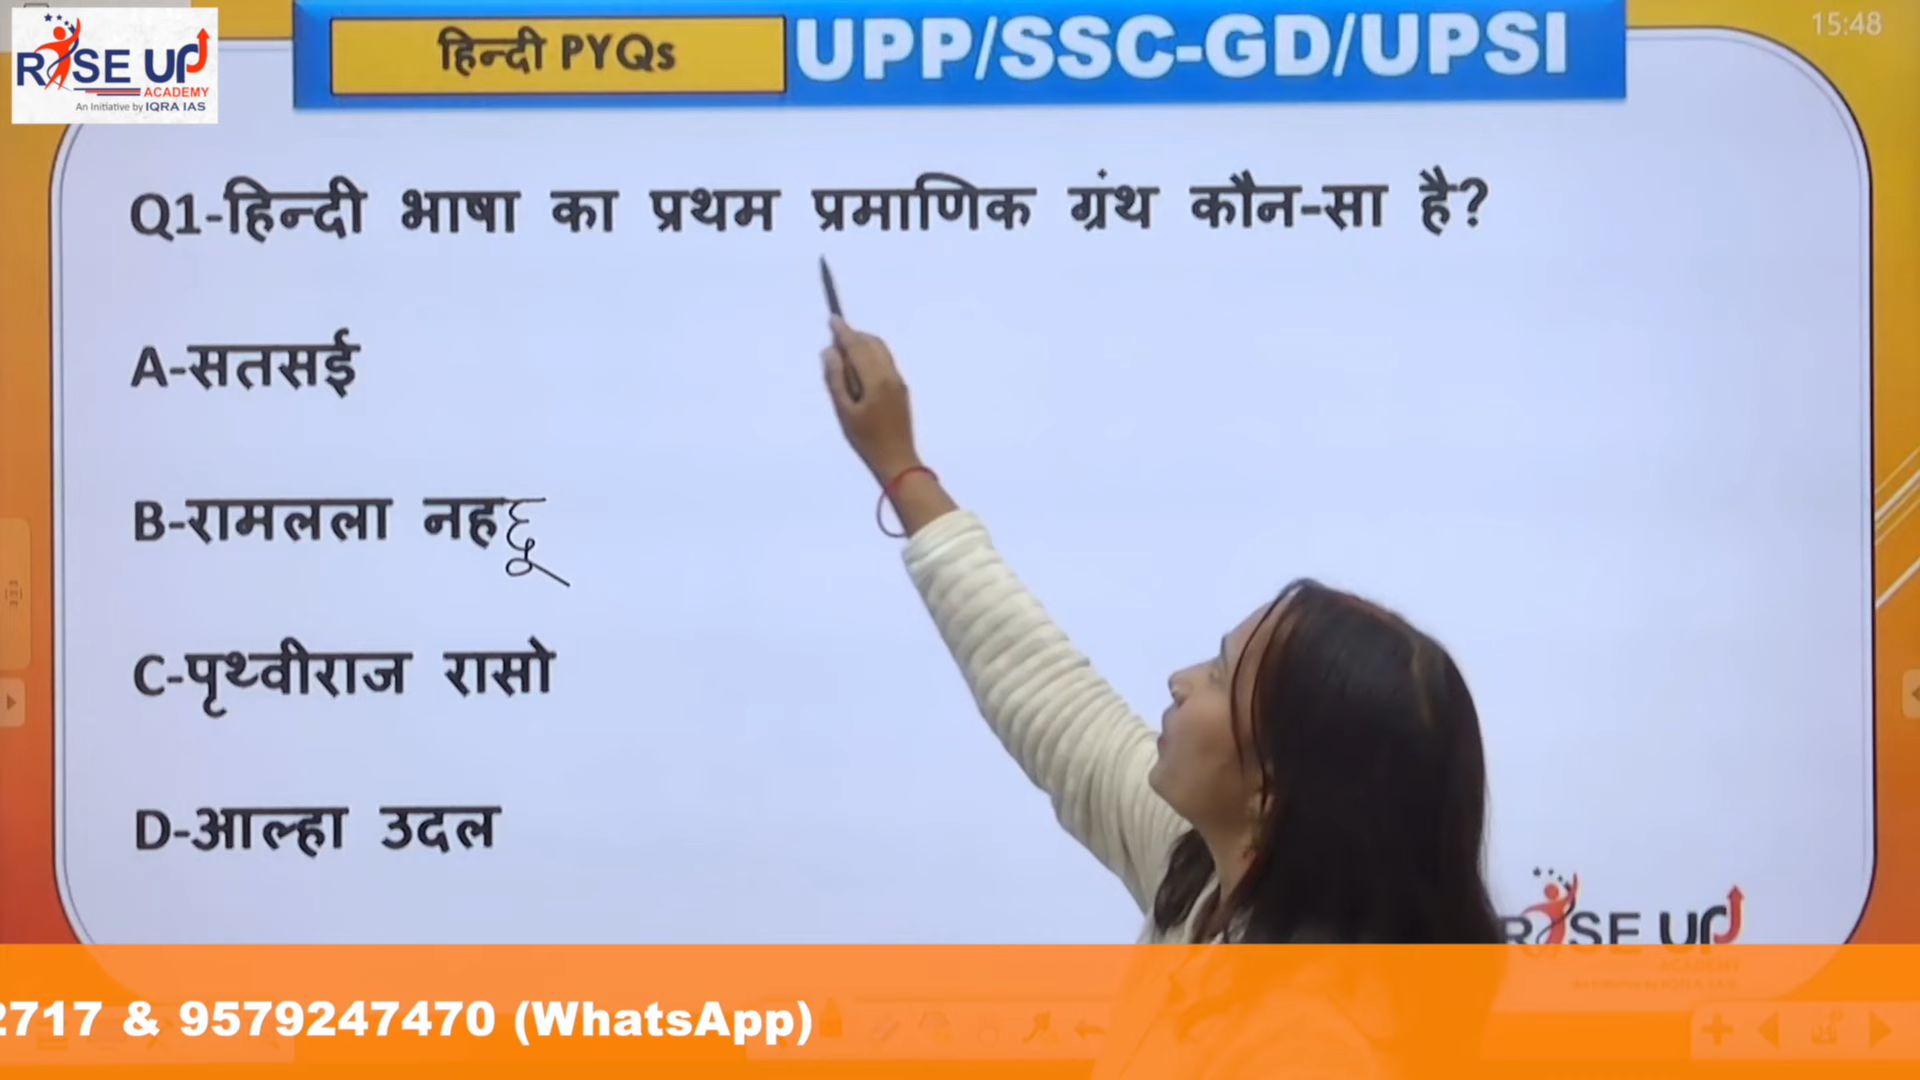 RISE UP
ACADEMY
An Initiative by IQRA IAS
हिन्दी PYQs
UPP/SSC-GD/UPSI
15:48
Q1-हिन्दी भाषा का प्रथम प्रमाणिक ग्रंथ कौन-सा है?
A-सतसई
B-रामलला नहछू
C-पृथ्वीराज रासो
D-आल्हा उदल
RISE UP
2717 & 9579247470 (WhatsApp)